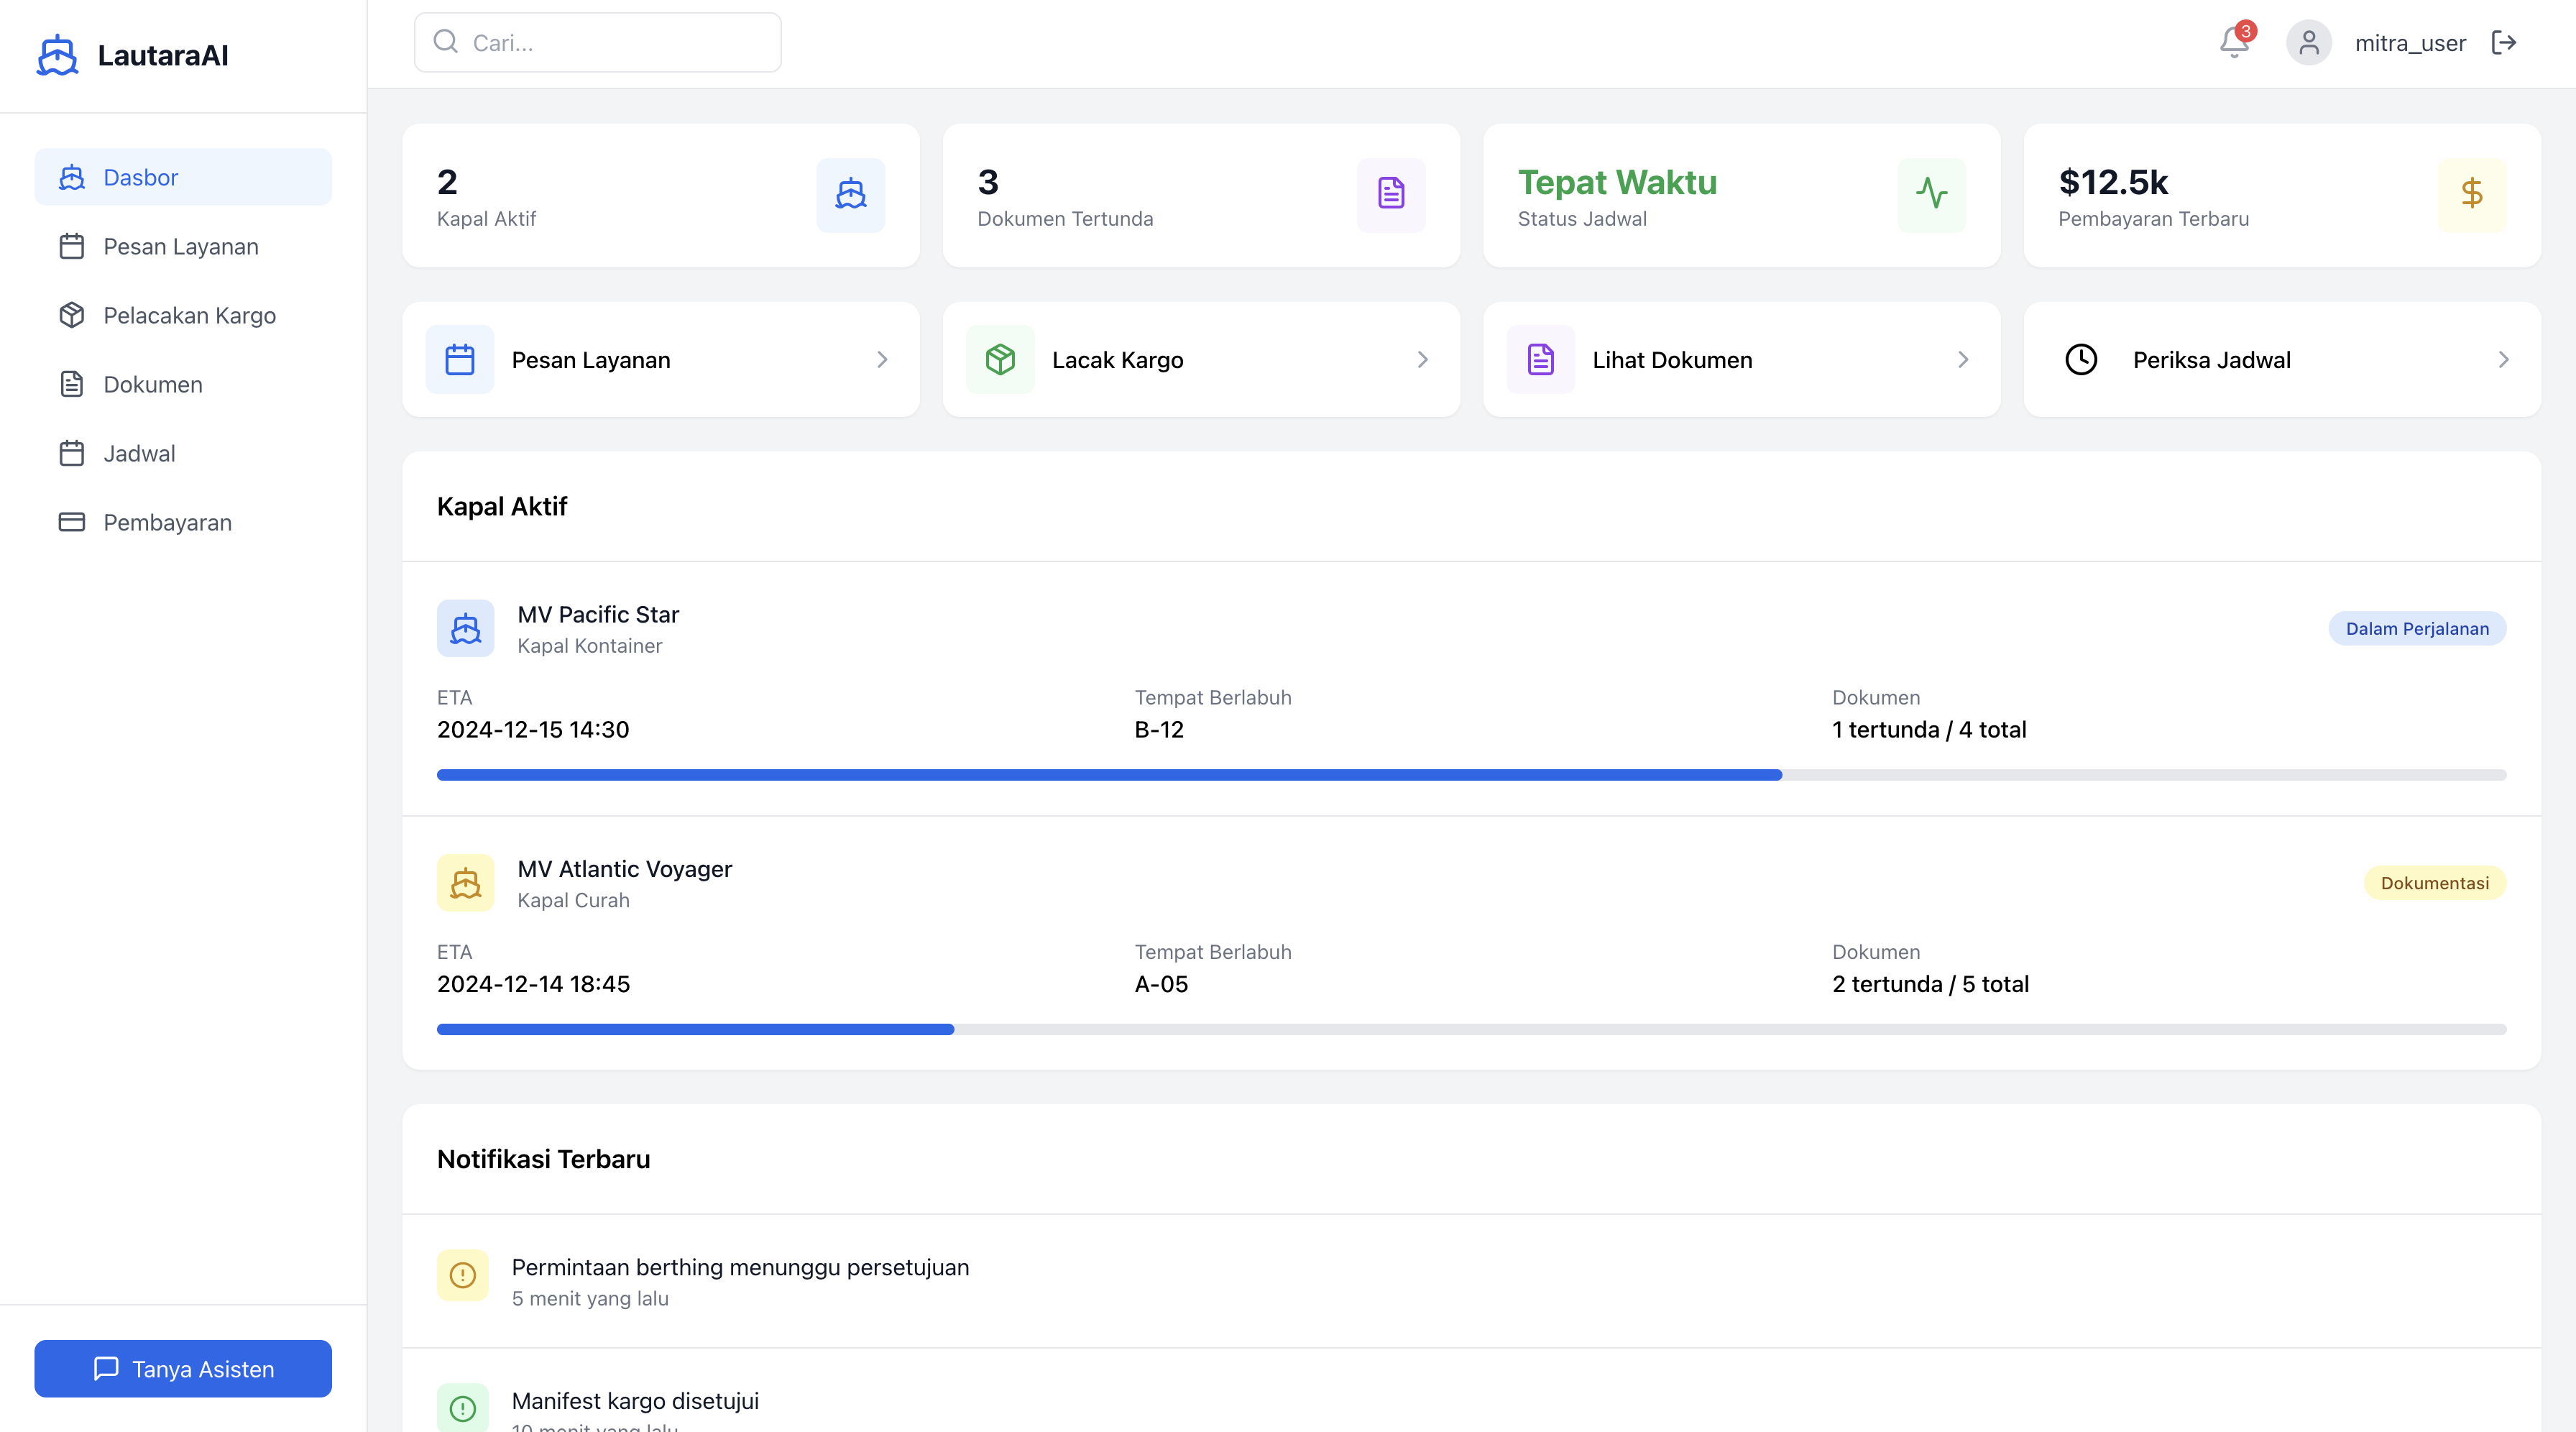 LautaraAI
Cari...
3
mitra_user
Dasbor
Pesan Layanan
Pelacakan Kargo
Dokumen
Jadwal
Pembayaran
Tanya Asisten
2
Kapal Aktif
3
Dokumen Tertunda
Tepat Waktu
Status Jadwal
$12.5k
Pembayaran Terbaru
Pesan Layanan
Lacak Kargo
Lihat Dokumen
Periksa Jadwal
Kapal Aktif
MV Pacific Star
Kapal Kontainer
Dalam Perjalanan
ETA
2024-12-15 14:30
Tempat Berlabuh
B-12
Dokumen
1 tertunda / 4 total
MV Atlantic Voyager
Kapal Curah
Dokumentasi
ETA
2024-12-14 18:45
Tempat Berlabuh
A-05
Dokumen
2 tertunda / 5 total
Notifikasi Terbaru
Permintaan berthing menunggu persetujuan
5 menit yang lalu
Manifest kargo disetujui
10 menit yang lalu